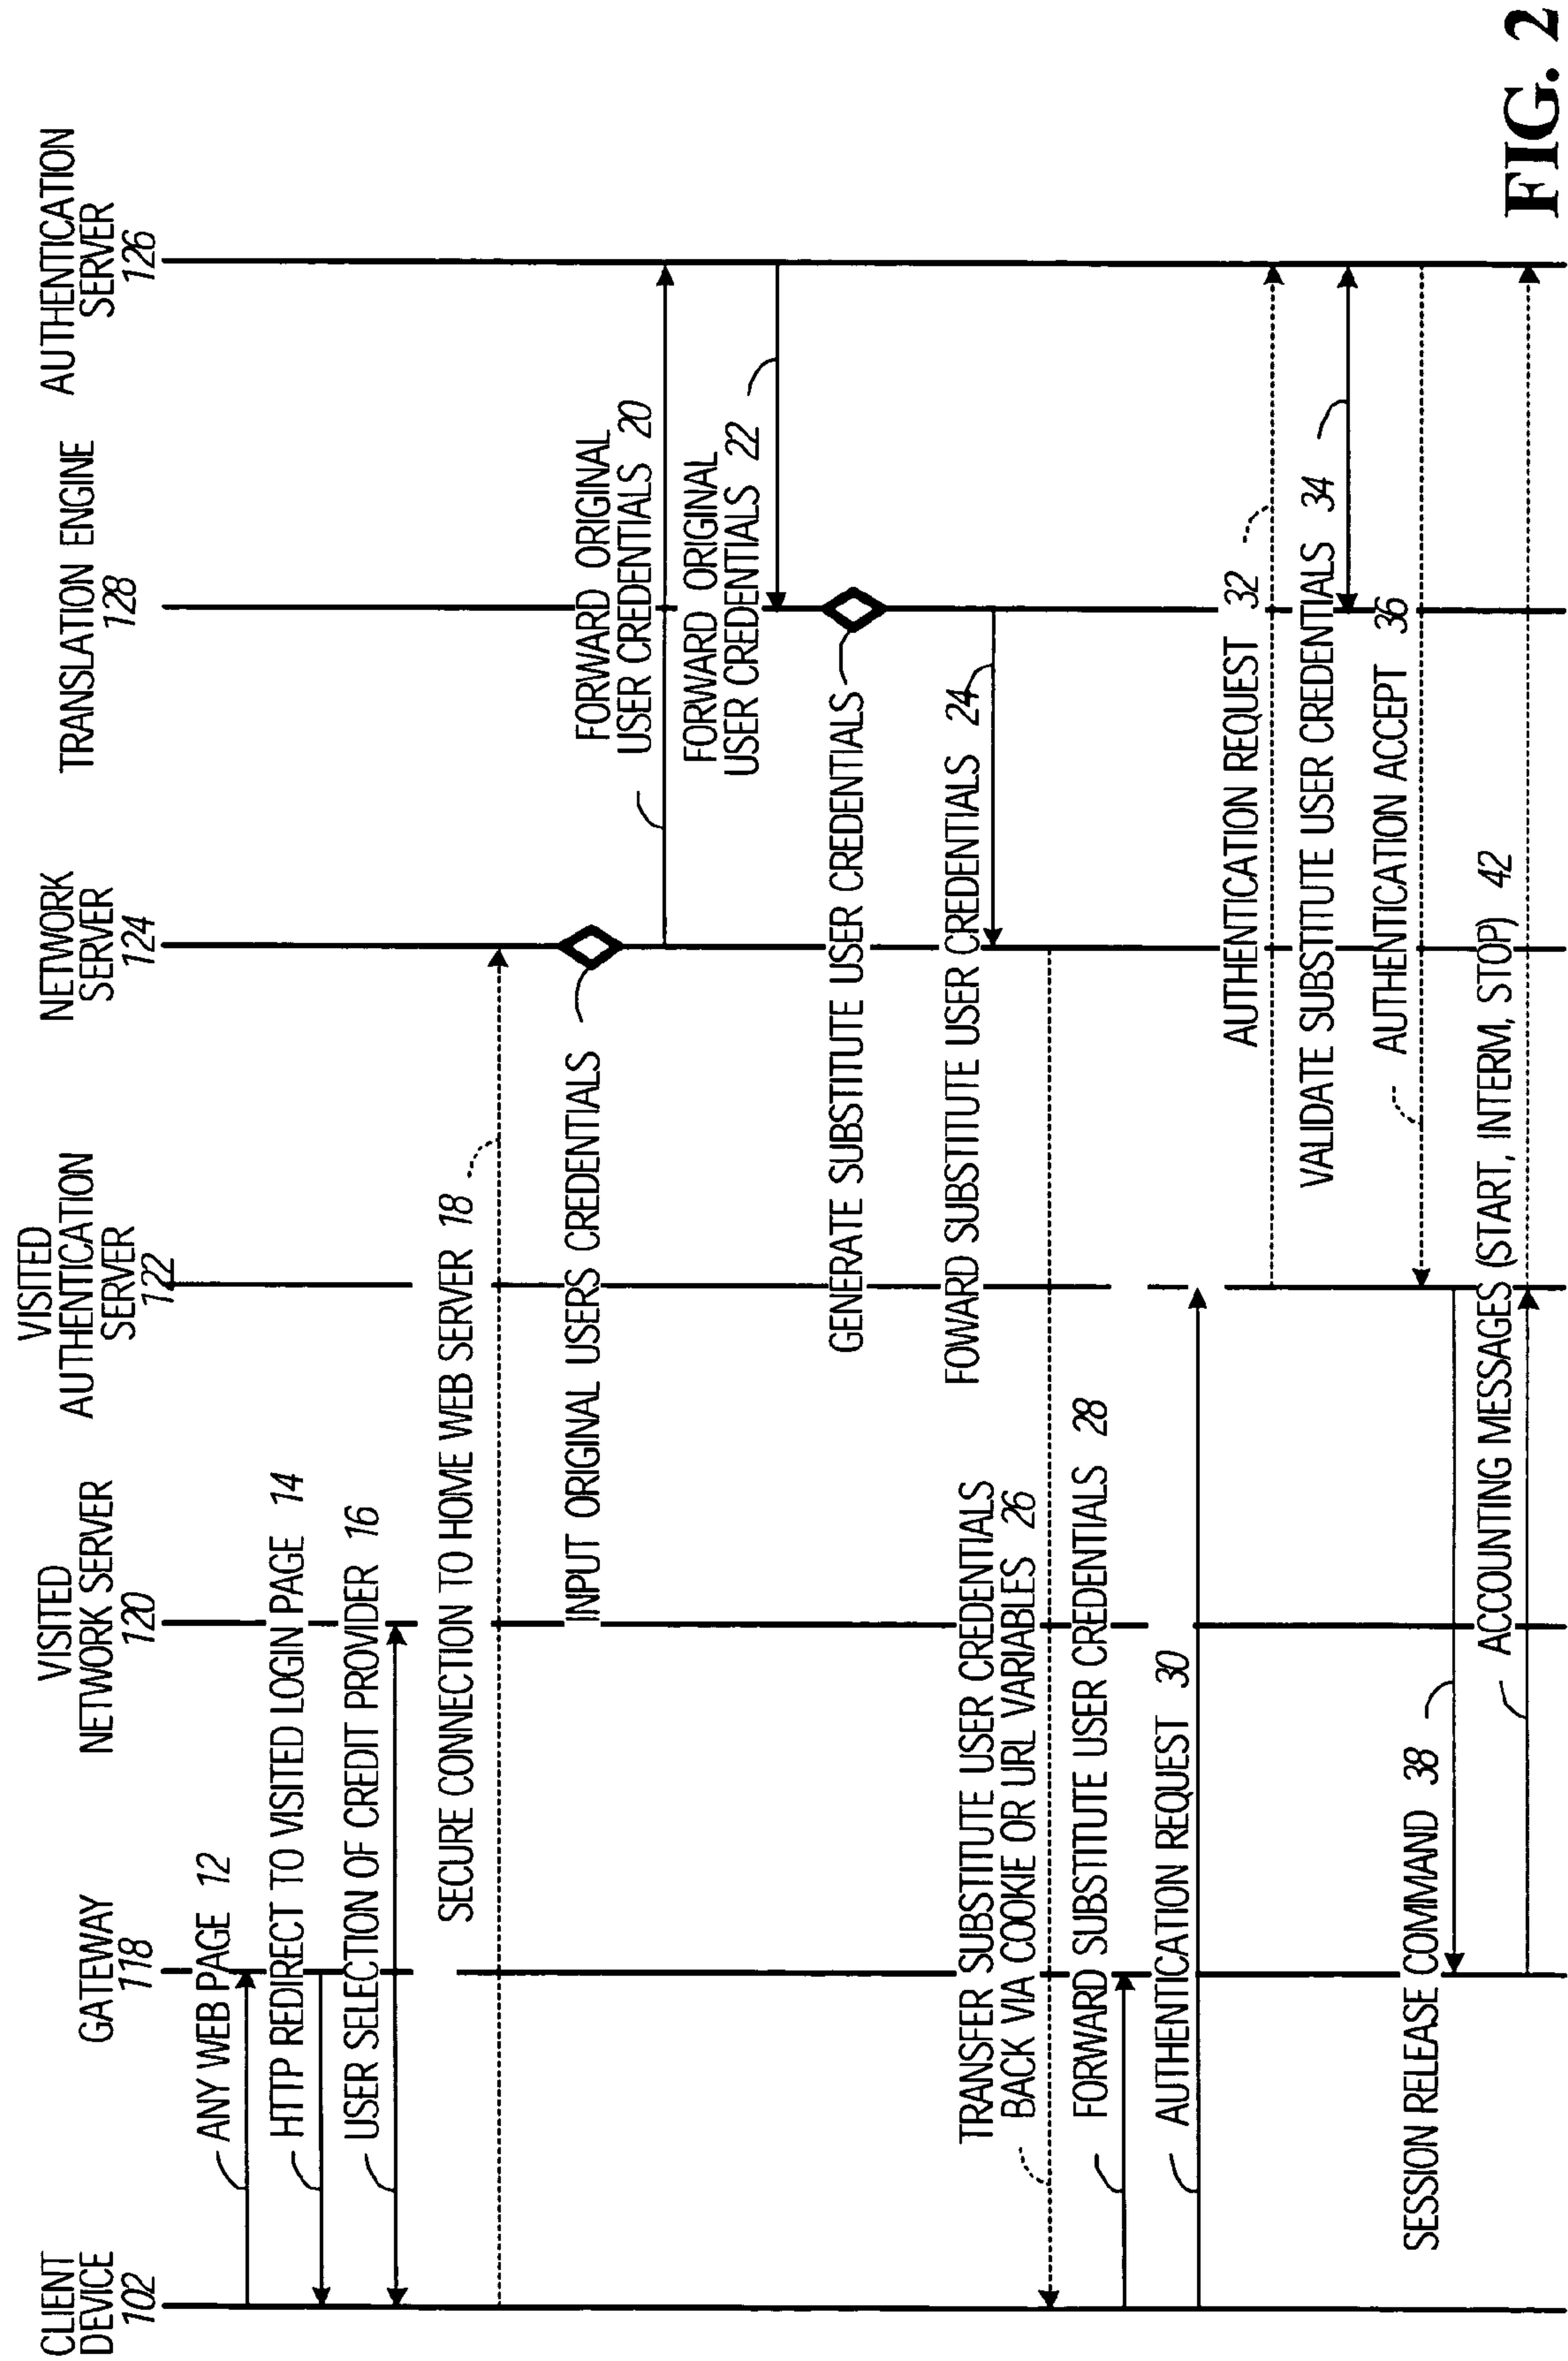 CLIENT
DEVICE
102
GATEWAY
118
VISITED
NETWORK SERVER
120
VISITED
AUTHENTICATION
SERVER
122
NETWORK
SERVER
124
TRANSLATION ENGINE
128
AUTHENTICATION
SERVER
126
ANY WEB PAGE 12
HTTP REDIRECT TO VISITED LOGIN PAGE 14
USER SELECTION OF CREDIT PROVIDER 16
SECURE CONNECTION TO HOME WEB SERVER 18
INPUT ORIGINAL USERS CREDENTIALS
FORWARD ORIGINAL
USER CREDENTIALS 20
FORWARD ORIGINAL
USER CREDENTIALS 22
GENERATE SUBSTITUTE USER CREDENTIALS
FOWARD SUBSTITUTE USER CREDENTIALS 24
TRANSFER SUBSTITUTE USER CREDENTIALS
BACK VIA COOKIE OR URL VARIABLES 26
FORWARD SUBSTITUTE USER CREDENTIALS 28
AUTHENTICATION REQUEST 30
AUTHENTICATION REQUEST 32
VALIDATE SUBSTITUTE USER CREDENTIALS 34
AUTHENTICATION ACCEPT 36
SESSION RELEASE COMMAND 38
ACCOUNTING MESSAGES (START, INTERM, STOP) 42
FIG. 2